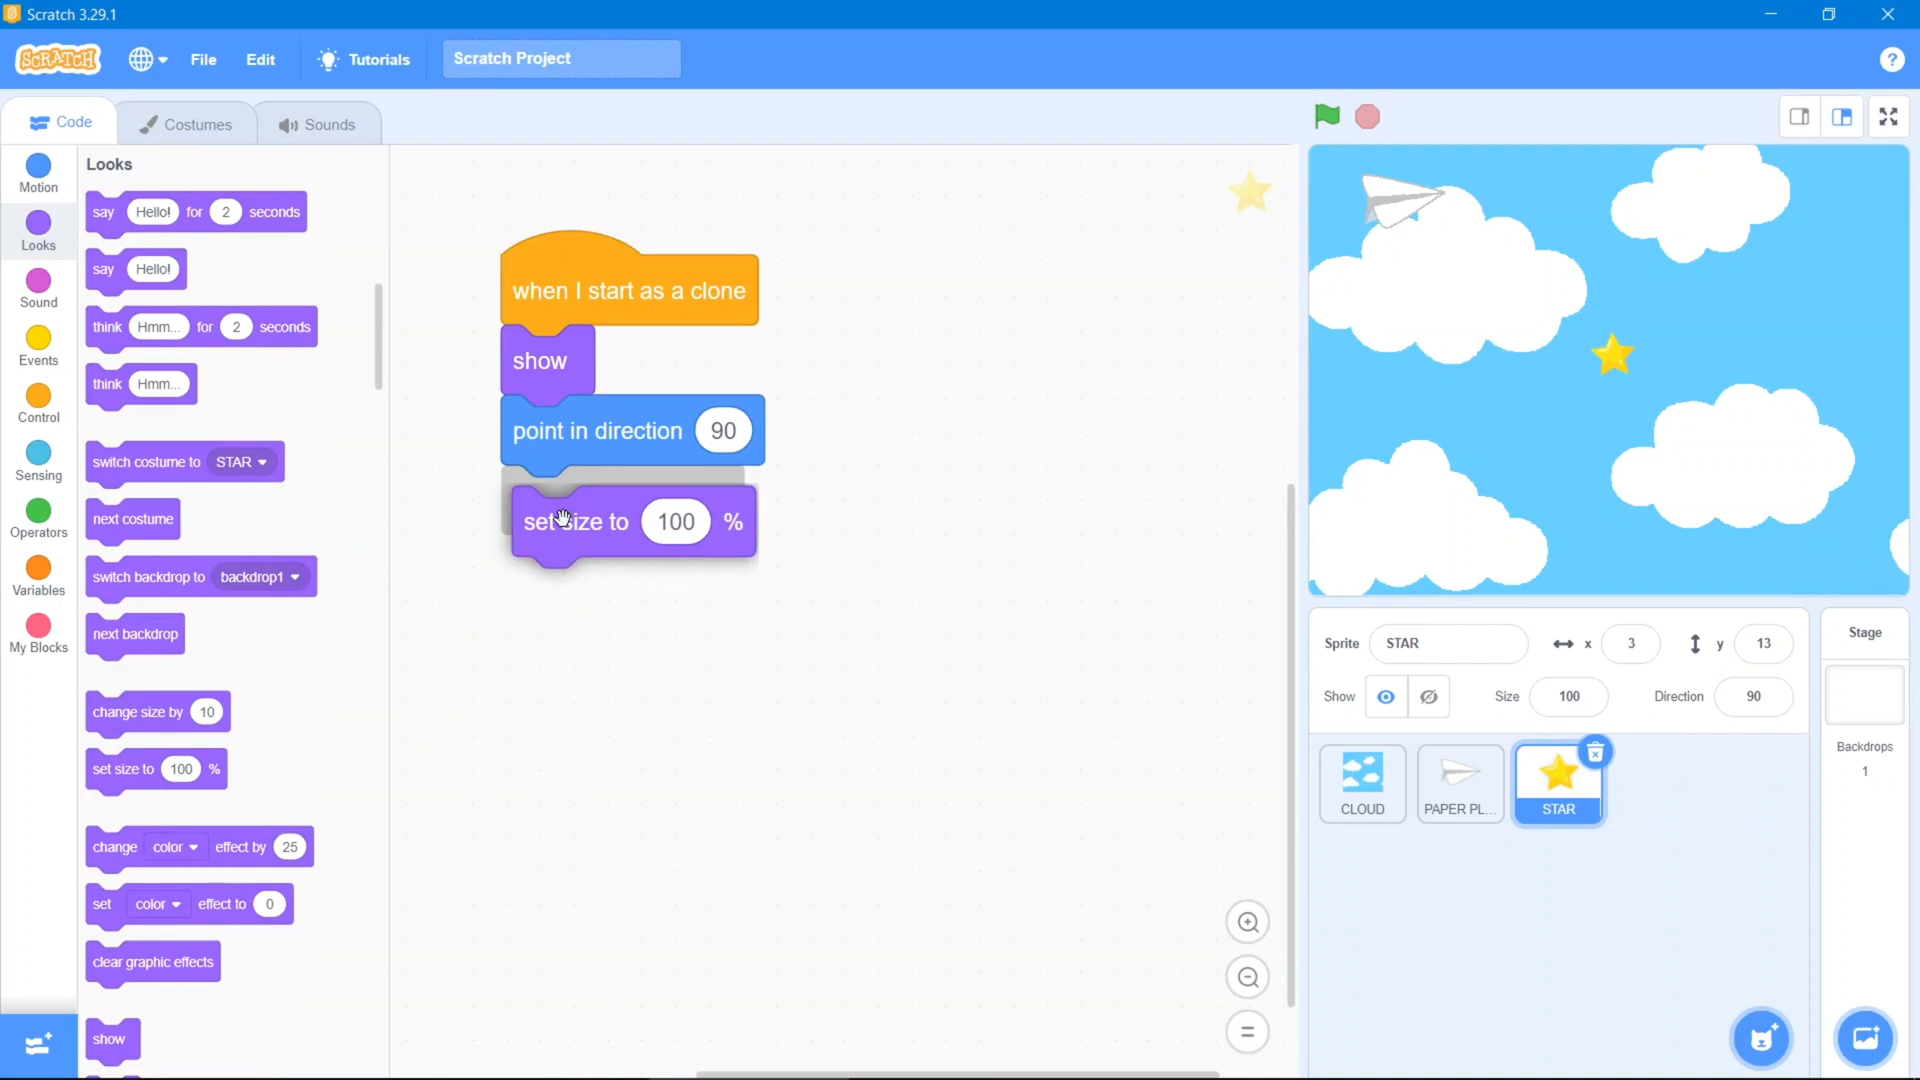 Scratch 3.29.1
SCRATCH File Edit Tutorials Scratch Project ?
Code Costumes Sounds
Motion
Looks
Sound
Events
Control
Sensing
Operators
Variables
My Blocks
Looks
say Hello! for 2 seconds
say Hello!
think Hmm... for 2 seconds
think Hmm...
switch costume to STAR
next costume
switch backdrop to backdrop1
next backdrop
change size by 10
set size to 100 %
change color effect by 25
set color effect to 0
clear graphic effects
show
when I start as a clone
show
point in direction 90
set size to 100 %
Sprite STAR x 3 y 13
Show Size 100 Direction 90
CLOUD PAPER PL... STAR
Stage
Backdrops
1